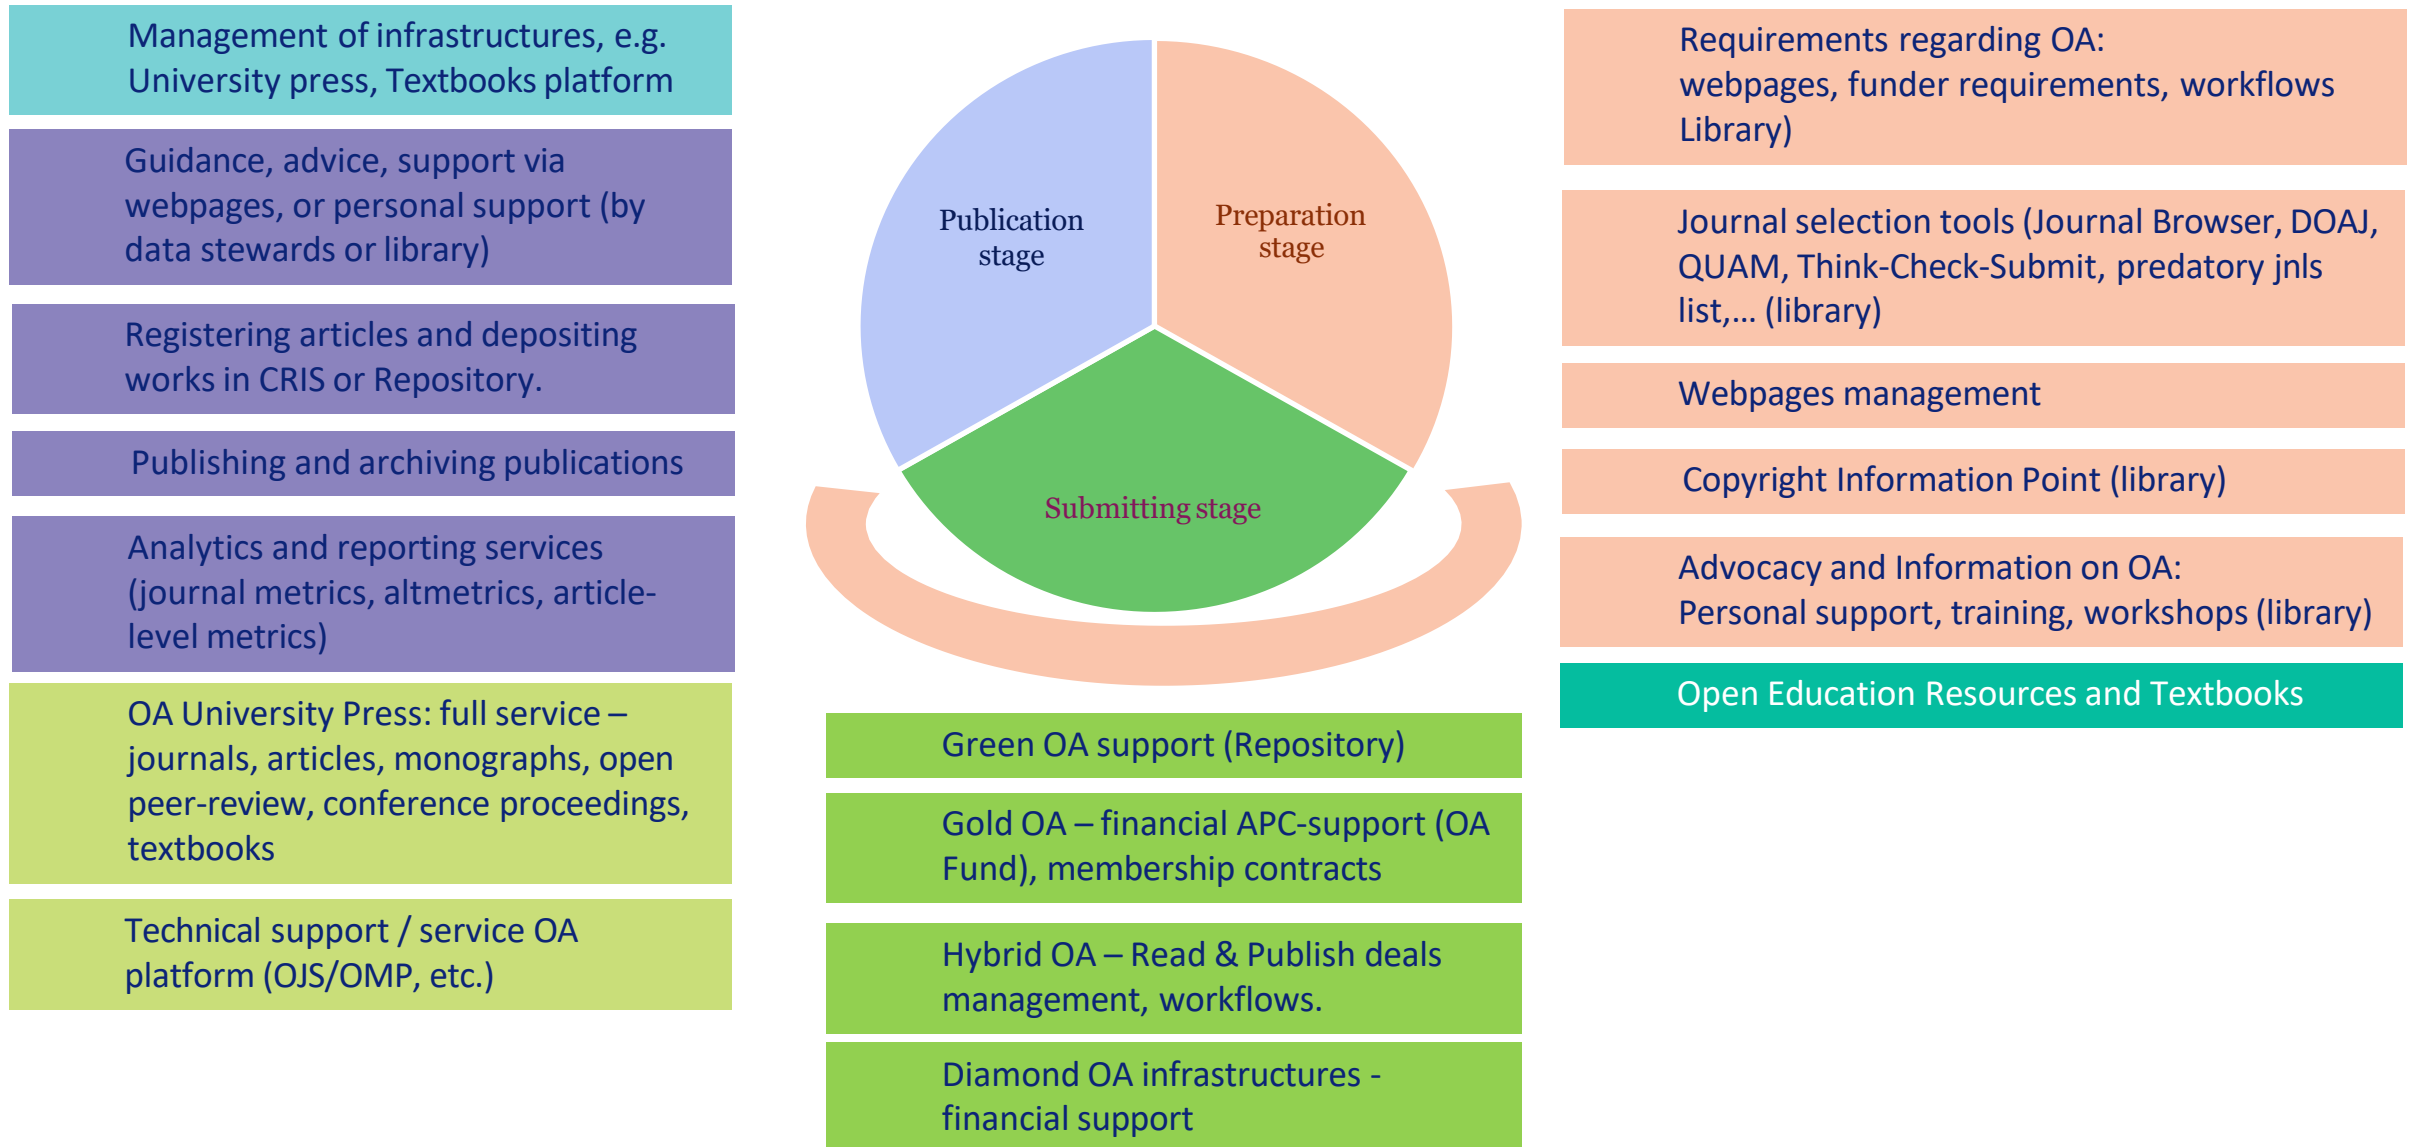 Management of infrastructures, e.g.
University press, Textbooks platform
Guidance, advice, support via
webpages, or personal support (by
data stewards or library)
Registering articles and depositing
works in CRIS or Repository.
Publishing and archiving publications
Analytics and reporting services
(journal metrics, altmetrics, article-
level metrics)
OA University Press: full service –
journals, articles, monographs, open
peer-review, conference proceedings,
textbooks
Technical support / service OA
platform (OJS/OMP, etc.)
Publication
stage
Preparation
stage
Submitting stage
Green OA support (Repository)
Gold OA – financial APC-support (OA
Fund), membership contracts
Hybrid OA – Read & Publish deals
management, workflows.
Diamond OA infrastructures -
financial support
Requirements regarding OA:
webpages, funder requirements, workflows
Library)
Journal selection tools (Journal Browser, DOAJ,
QUAM, Think-Check-Submit, predatory jnls
list,... (library)
Webpages management
Copyright Information Point (library)
Advocacy and Information on OA:
Personal support, training, workshops (library)
Open Education Resources and Textbooks